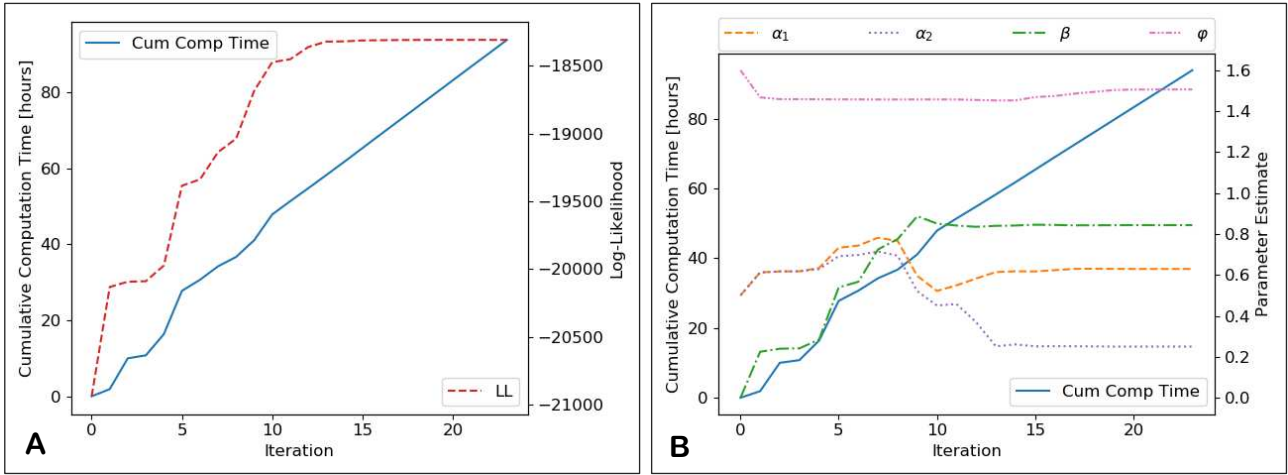 Cum Comp Time
LL
Cumulative Computation Time [hours]
0
20
40
60
80
Log-Likelihood
−18500
−19000
−19500
−20000
−20500
−21000
0
5
10
15
20
Iteration
A
α₁
α₂
β
φ
Cum Comp Time
Cumulative Computation Time [hours]
0
20
40
60
80
Parameter Estimate
1.6
1.4
1.2
1.0
0.8
0.6
0.4
0.2
0.0
0
5
10
15
20
Iteration
B